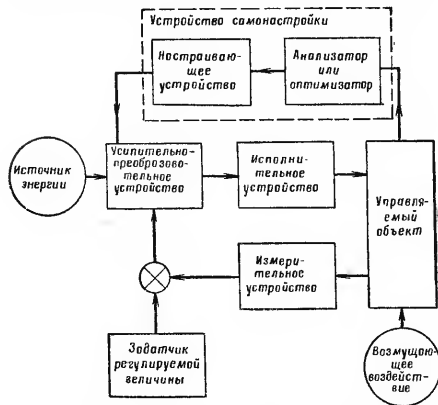 Устройство самонастройки
Настраиваю-
щее
устройство
Анализатор
или
оптимизатор
Источник
энергии
Усилительно-
преобразова-
тельное
устройство
Исполни-
тельное
устройство
Управля-
емый
объект
Измери-
тельное
устройство
Задатчик
регулируемой
величины
Возмущаю-
щее
воздейст-
вие